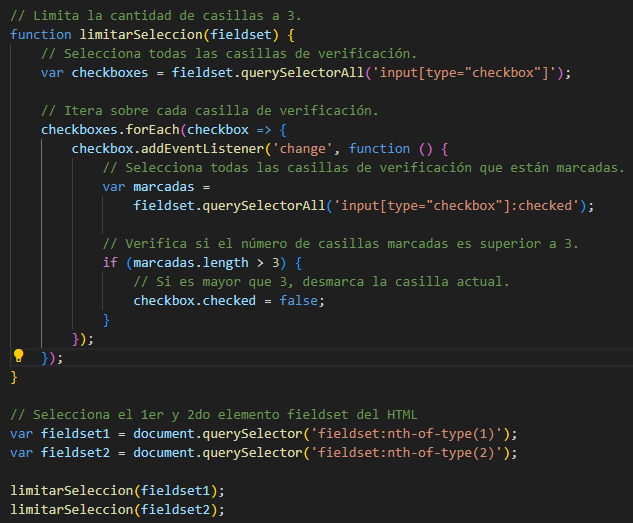 // Limita la cantidad de casillas a 3.
function limitarSeleccion(fieldset) {
    // Selecciona todas las casillas de verificación.
    var checkboxes = fieldset.querySelectorAll('input[type="checkbox"]');

    // Itera sobre cada casilla de verificación.
    checkboxes.forEach(checkbox => {
        checkbox.addEventListener('change', function () {
            // Selecciona todas las casillas de verificación que están marcadas.
            var marcadas =
                fieldset.querySelectorAll('input[type="checkbox"]:checked');

            // Verifica si el número de casillas marcadas es superior a 3.
            if (marcadas.length > 3) {
                // Si es mayor que 3, desmarca la casilla actual.
                checkbox.checked = false;
            }
        });
    });
}

// Selecciona el 1er y 2do elemento fieldset del HTML
var fieldset1 = document.querySelector('fieldset:nth-of-type(1)');
var fieldset2 = document.querySelector('fieldset:nth-of-type(2)');

limitarSeleccion(fieldset1);
limitarSeleccion(fieldset2);